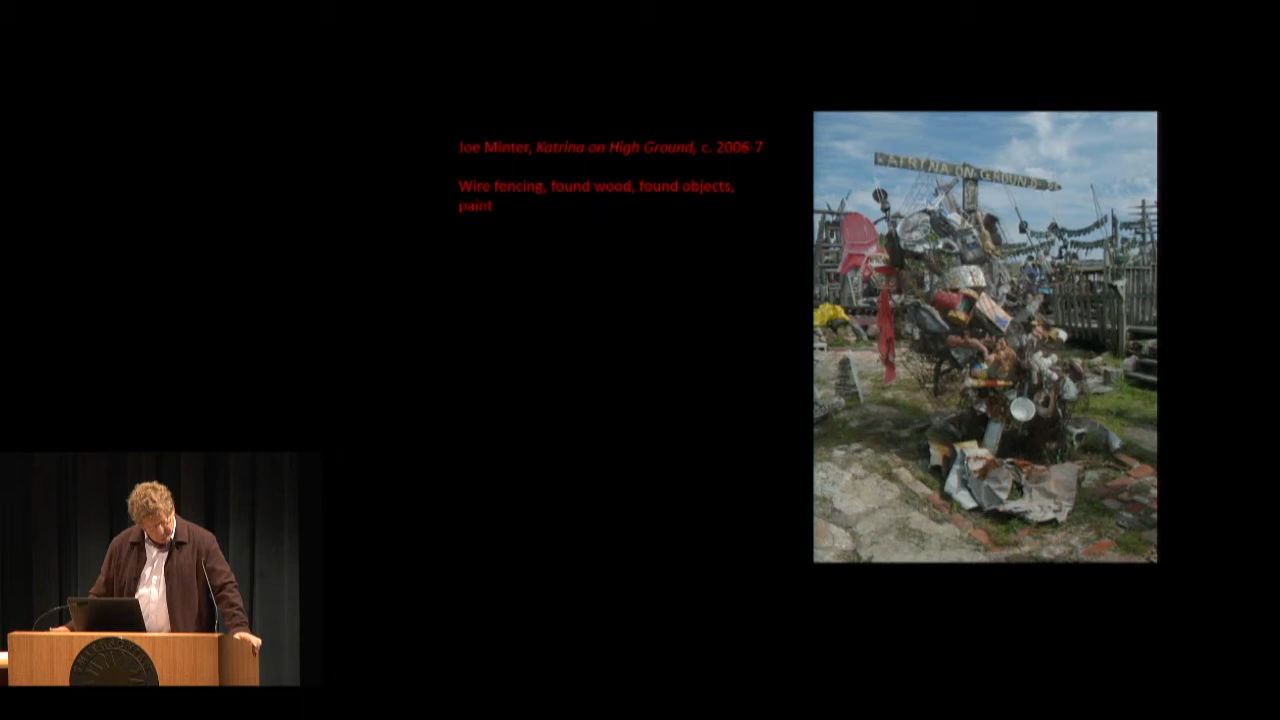 Joe Minter, Katrina on High Ground, c. 2006-7
Wire fencing, found wood, found objects,
paint
KATRINA ON GROUND